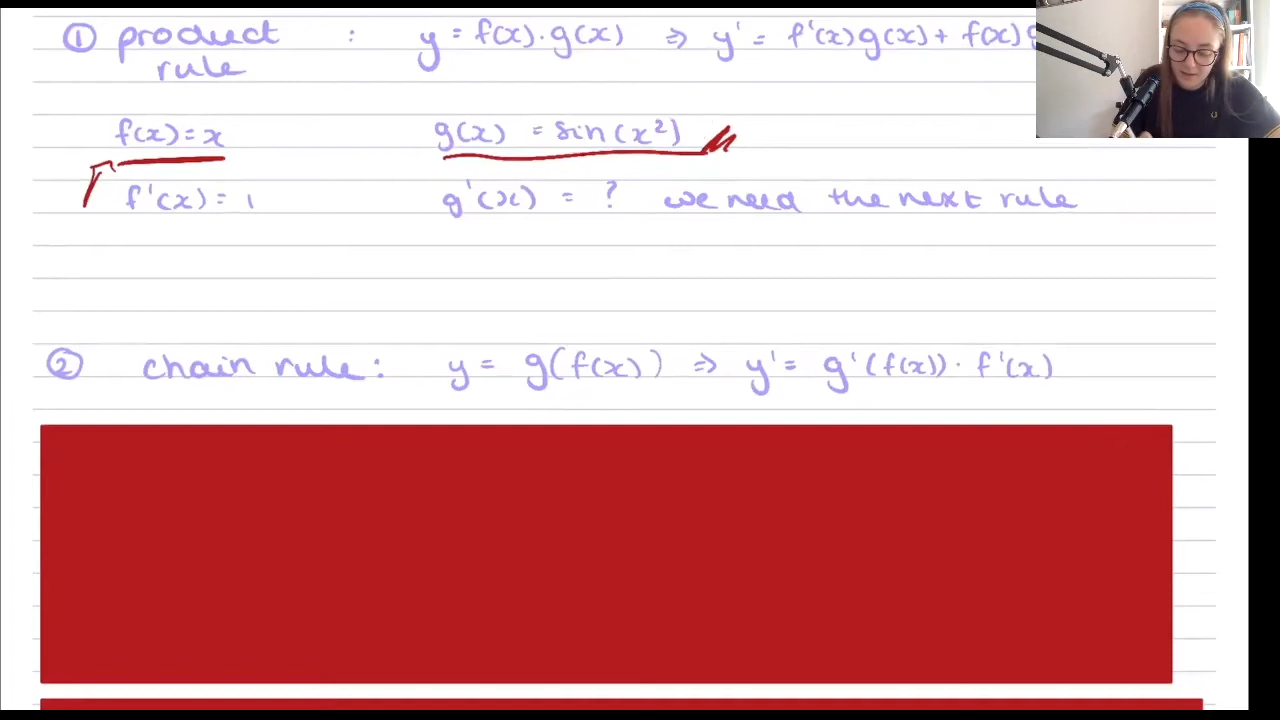 ① product rule : y = f(x)·g(x) ⇒ y' = f'(x)g(x) + f(x)g
f(x) = x g(x) = sin(x²)
f'(x) = 1 g'(x) = ? we need the next rule
② chain rule: y = g(f(x)) ⇒ y' = g'(f(x))·f'(x)